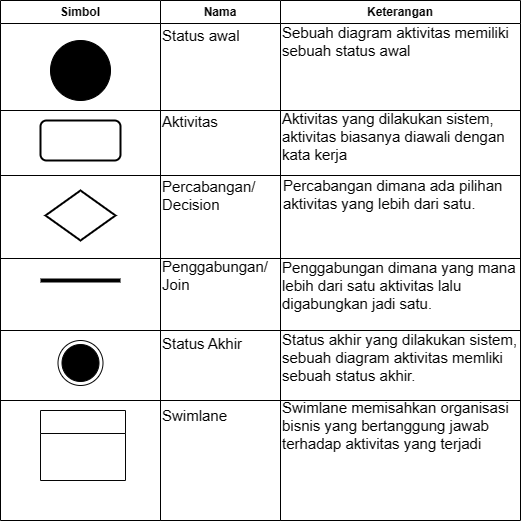 Simbol Nama Keterangan
Status awal
Sebuah diagram aktivitas memiliki
sebuah status awal
Aktivitas
Aktivitas yang dilakukan sistem,
aktivitas biasanya diawali dengan
kata kerja
Percabangan/
Decision
Percabangan dimana ada pilihan
aktivitas yang lebih dari satu.
Penggabungan/
Join
Penggabungan dimana yang mana
lebih dari satu aktivitas lalu
digabungkan jadi satu.
Status Akhir
Status akhir yang dilakukan sistem,
sebuah diagram aktivitas memliki
sebuah status akhir.
Swimlane
Swimlane memisahkan organisasi
bisnis yang bertanggung jawab
terhadap aktivitas yang terjadi